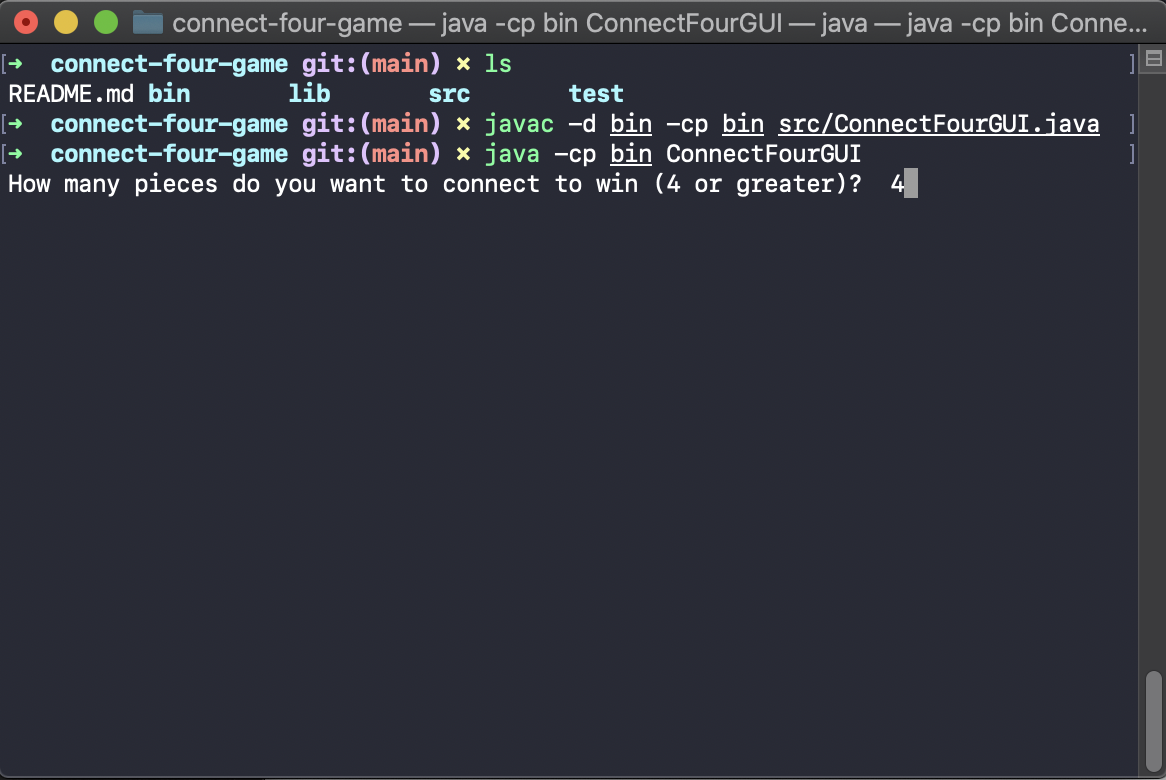 connect-four-game — java -cp bin ConnectFourGUI — java — java -cp bin Conne...
[➜ connect-four-game git:(main) ✗ ls ]
README.md bin lib src test
[➜ connect-four-game git:(main) ✗ javac -d bin -cp bin src/ConnectFourGUI.java ]
[➜ connect-four-game git:(main) ✗ java -cp bin ConnectFourGUI ]
How many pieces do you want to connect to win (4 or greater)? 4